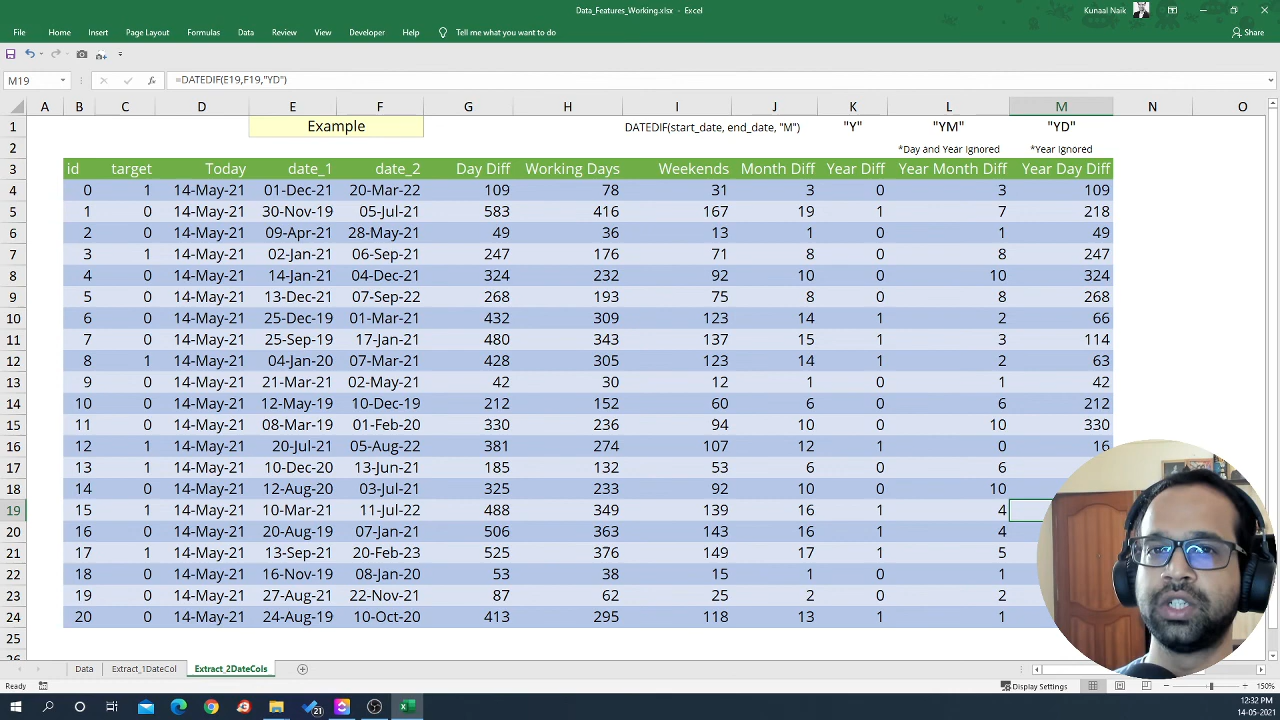 Data_Features_Working.xlsx - Excel
Kunaal Naik
File Home Insert Page Layout Formulas Data Review View Developer Help Tell me what you want to do Share
M19 fx =DATEDIF(E19,F19,"YD")
A B C D E F G H I J K L M N O
1 Example DATEDIF(start_date, end_date, "M") "Y" "YM" "YD"
2 *Day and Year Ignored *Year Ignored
3 id target Today date_1 date_2 Day Diff Working Days Weekends Month Diff Year Diff Year Month Diff Year Day Diff
4 0 1 14-May-21 01-Dec-21 20-Mar-22 109 78 31 3 0 3 109
5 1 0 14-May-21 30-Nov-19 05-Jul-21 583 416 167 19 1 7 218
6 2 0 14-May-21 09-Apr-21 28-May-21 49 36 13 1 0 1 49
7 3 1 14-May-21 02-Jan-21 06-Sep-21 247 176 71 8 0 8 247
8 4 0 14-May-21 14-Jan-21 04-Dec-21 324 232 92 10 0 10 324
9 5 0 14-May-21 13-Dec-21 07-Sep-22 268 193 75 8 0 8 268
10 6 0 14-May-21 25-Dec-19 01-Mar-21 432 309 123 14 1 2 66
11 7 0 14-May-21 25-Sep-19 17-Jan-21 480 343 137 15 1 3 114
12 8 1 14-May-21 04-Jan-20 07-Mar-21 428 305 123 14 1 2 63
13 9 0 14-May-21 21-Mar-21 02-May-21 42 30 12 1 0 1 42
14 10 0 14-May-21 12-May-19 10-Dec-19 212 152 60 6 0 6 212
15 11 0 14-May-21 08-Mar-19 01-Feb-20 330 236 94 10 0 10 330
16 12 1 14-May-21 20-Jul-21 05-Aug-22 381 274 107 12 1 0 16
17 13 1 14-May-21 10-Dec-20 13-Jun-21 185 132 53 6 0 6
18 14 0 14-May-21 12-Aug-20 03-Jul-21 325 233 92 10 0 10
19 15 1 14-May-21 10-Mar-21 11-Jul-22 488 349 139 16 1 4
20 16 0 14-May-21 20-Aug-19 07-Jan-21 506 363 143 16 1 4
21 17 1 14-May-21 13-Sep-21 20-Feb-23 525 376 149 17 1 5
22 18 0 14-May-21 16-Nov-19 08-Jan-20 53 38 15 1 0 1
23 19 0 14-May-21 27-Aug-21 22-Nov-21 87 62 25 2 0 2
24 20 0 14-May-21 24-Aug-19 10-Oct-20 413 295 118 13 1 1
25
26
Data Extract_1DateCol Extract_2DateCols
Ready Display Settings 150%
21
12:32 PM
14-05-2021